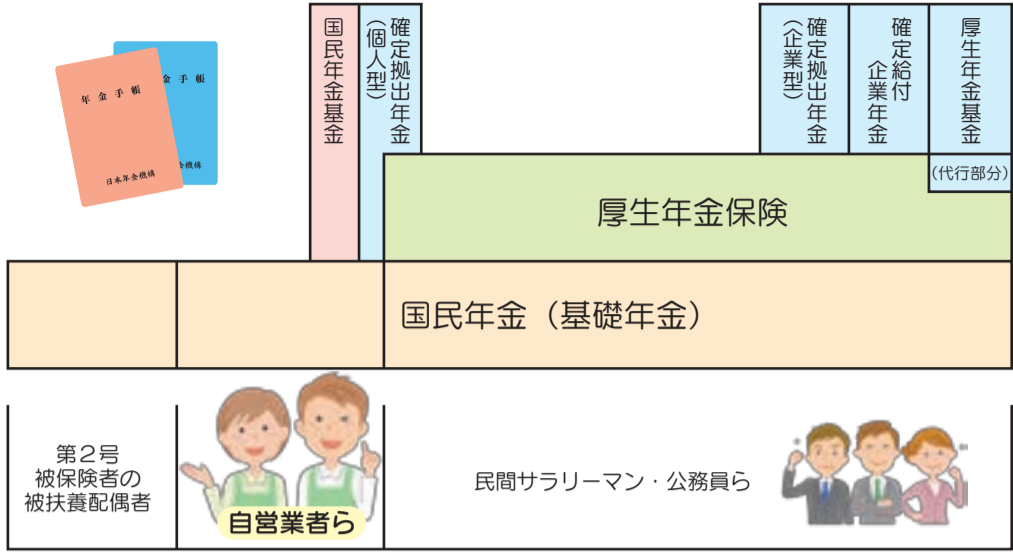 年金手帳
日本年金機構
金手帳
金機構
国民年金基金
確定拠出年金
（個人型）
確定拠出年金
（企業型）
確定給付
企業年金
厚生年金基金
（代行部分）
厚生年金保険
国民年金（基礎年金）
第２号
被保険者の
被扶養配偶者
自営業者ら
民間サラリーマン・公務員ら